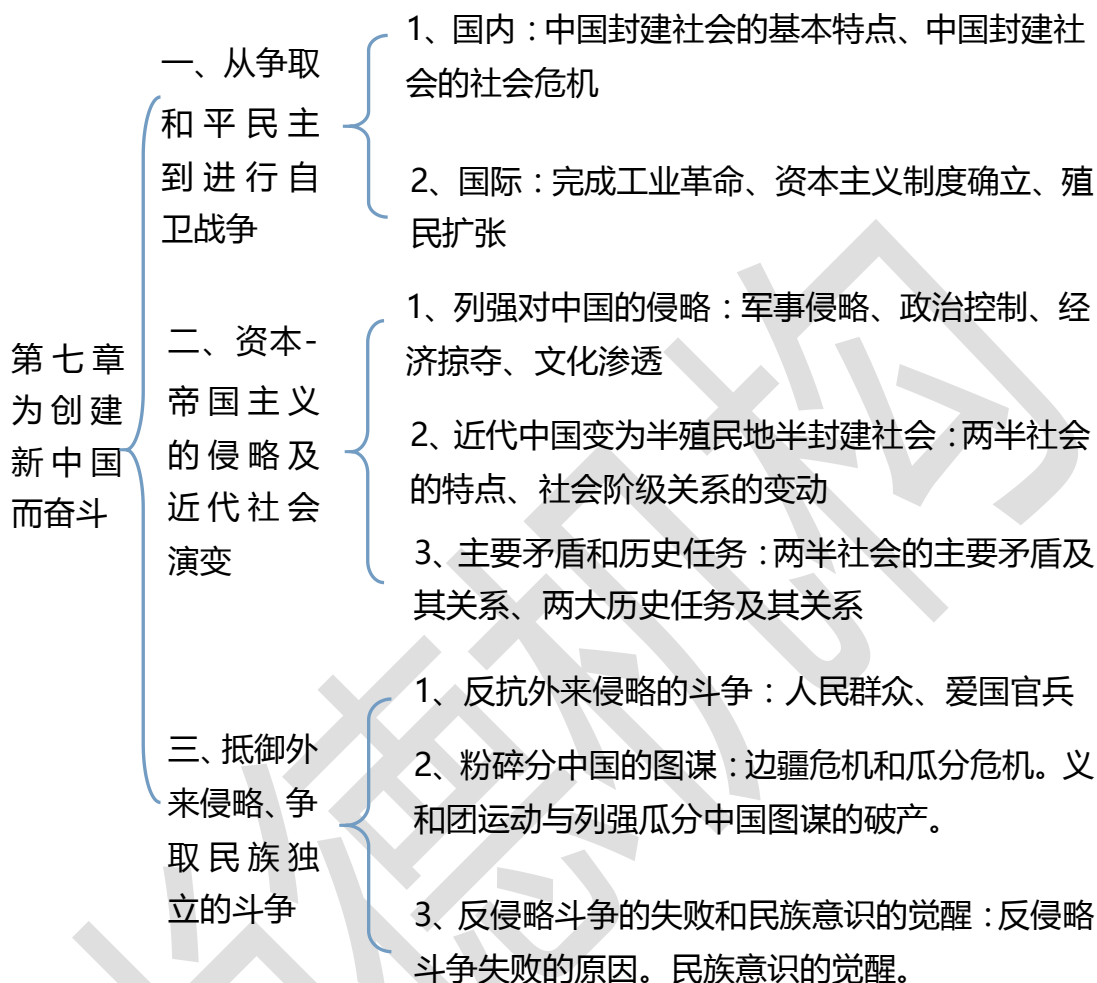 第七章
为创建
新中国
而奋斗
一、从争取
和平民主
到进行自
卫战争
1、国内：中国封建社会的基本特点、中国封建社
会的社会危机
2、国际：完成工业革命、资本主义制度确立、殖
民扩张
二、资本-
帝国主义
的侵略及
近代社会
演变
1、列强对中国的侵略：军事侵略、政治控制、经
济掠夺、文化渗透
2、近代中国变为半殖民地半封建社会：两半社会
的特点、社会阶级关系的变动
3、主要矛盾和历史任务：两半社会的主要矛盾及
其关系、两大历史任务及其关系
三、抵御外
来侵略、争
取民族独
立的斗争
1、反抗外来侵略的斗争：人民群众、爱国官兵
2、粉碎分中国的图谋：边疆危机和瓜分危机。义
和团运动与列强瓜分中国图谋的破产。
3、反侵略斗争的失败和民族意识的觉醒：反侵略
斗争失败的原因。民族意识的觉醒。
德机构